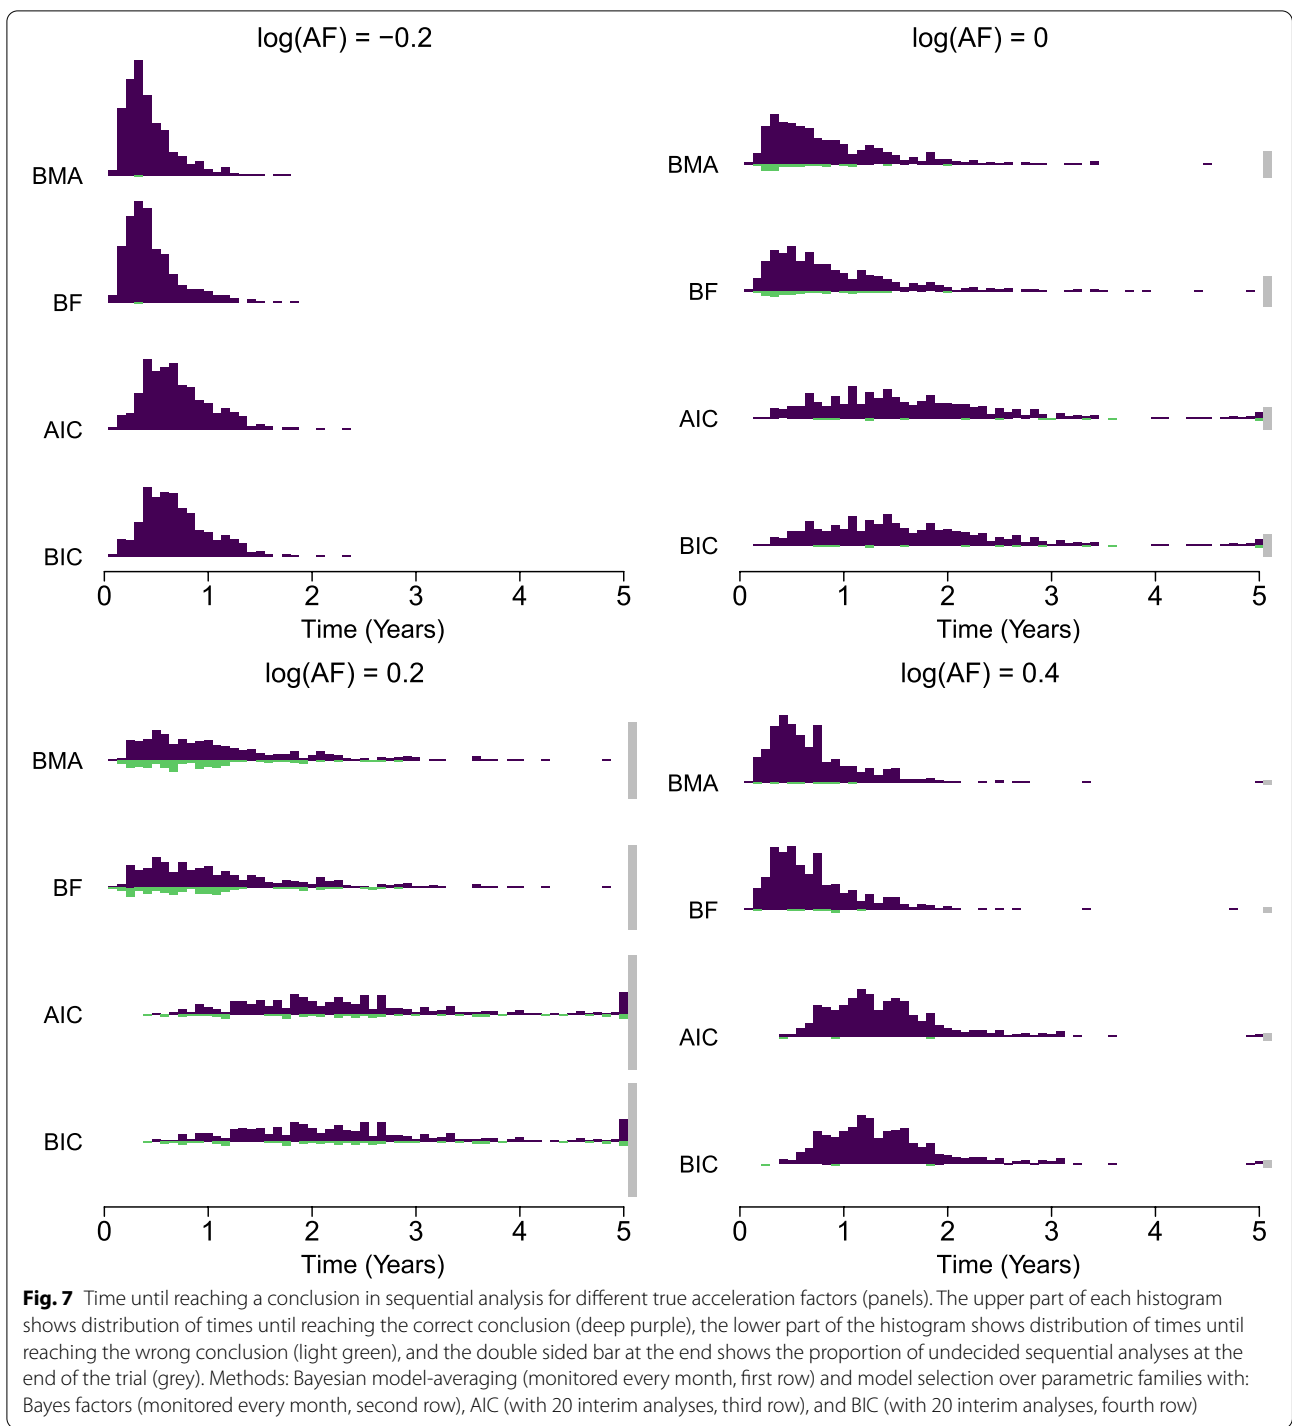 log(AF) = −0.2
BMA
BF
AIC
BIC
0 1 2 3 4 5
Time (Years)
log(AF) = 0
BMA
BF
AIC
BIC
0 1 2 3 4 5
Time (Years)
log(AF) = 0.2
BMA
BF
AIC
BIC
0 1 2 3 4 5
Time (Years)
log(AF) = 0.4
BMA
BF
AIC
BIC
0 1 2 3 4 5
Time (Years)
Fig. 7 Time until reaching a conclusion in sequential analysis for different true acceleration factors (panels). The upper part of each histogram
shows distribution of times until reaching the correct conclusion (deep purple), the lower part of the histogram shows distribution of times until
reaching the wrong conclusion (light green), and the double sided bar at the end shows the proportion of undecided sequential analyses at the
end of the trial (grey). Methods: Bayesian model-averaging (monitored every month, first row) and model selection over parametric families with:
Bayes factors (monitored every month, second row), AIC (with 20 interim analyses, third row), and BIC (with 20 interim analyses, fourth row)